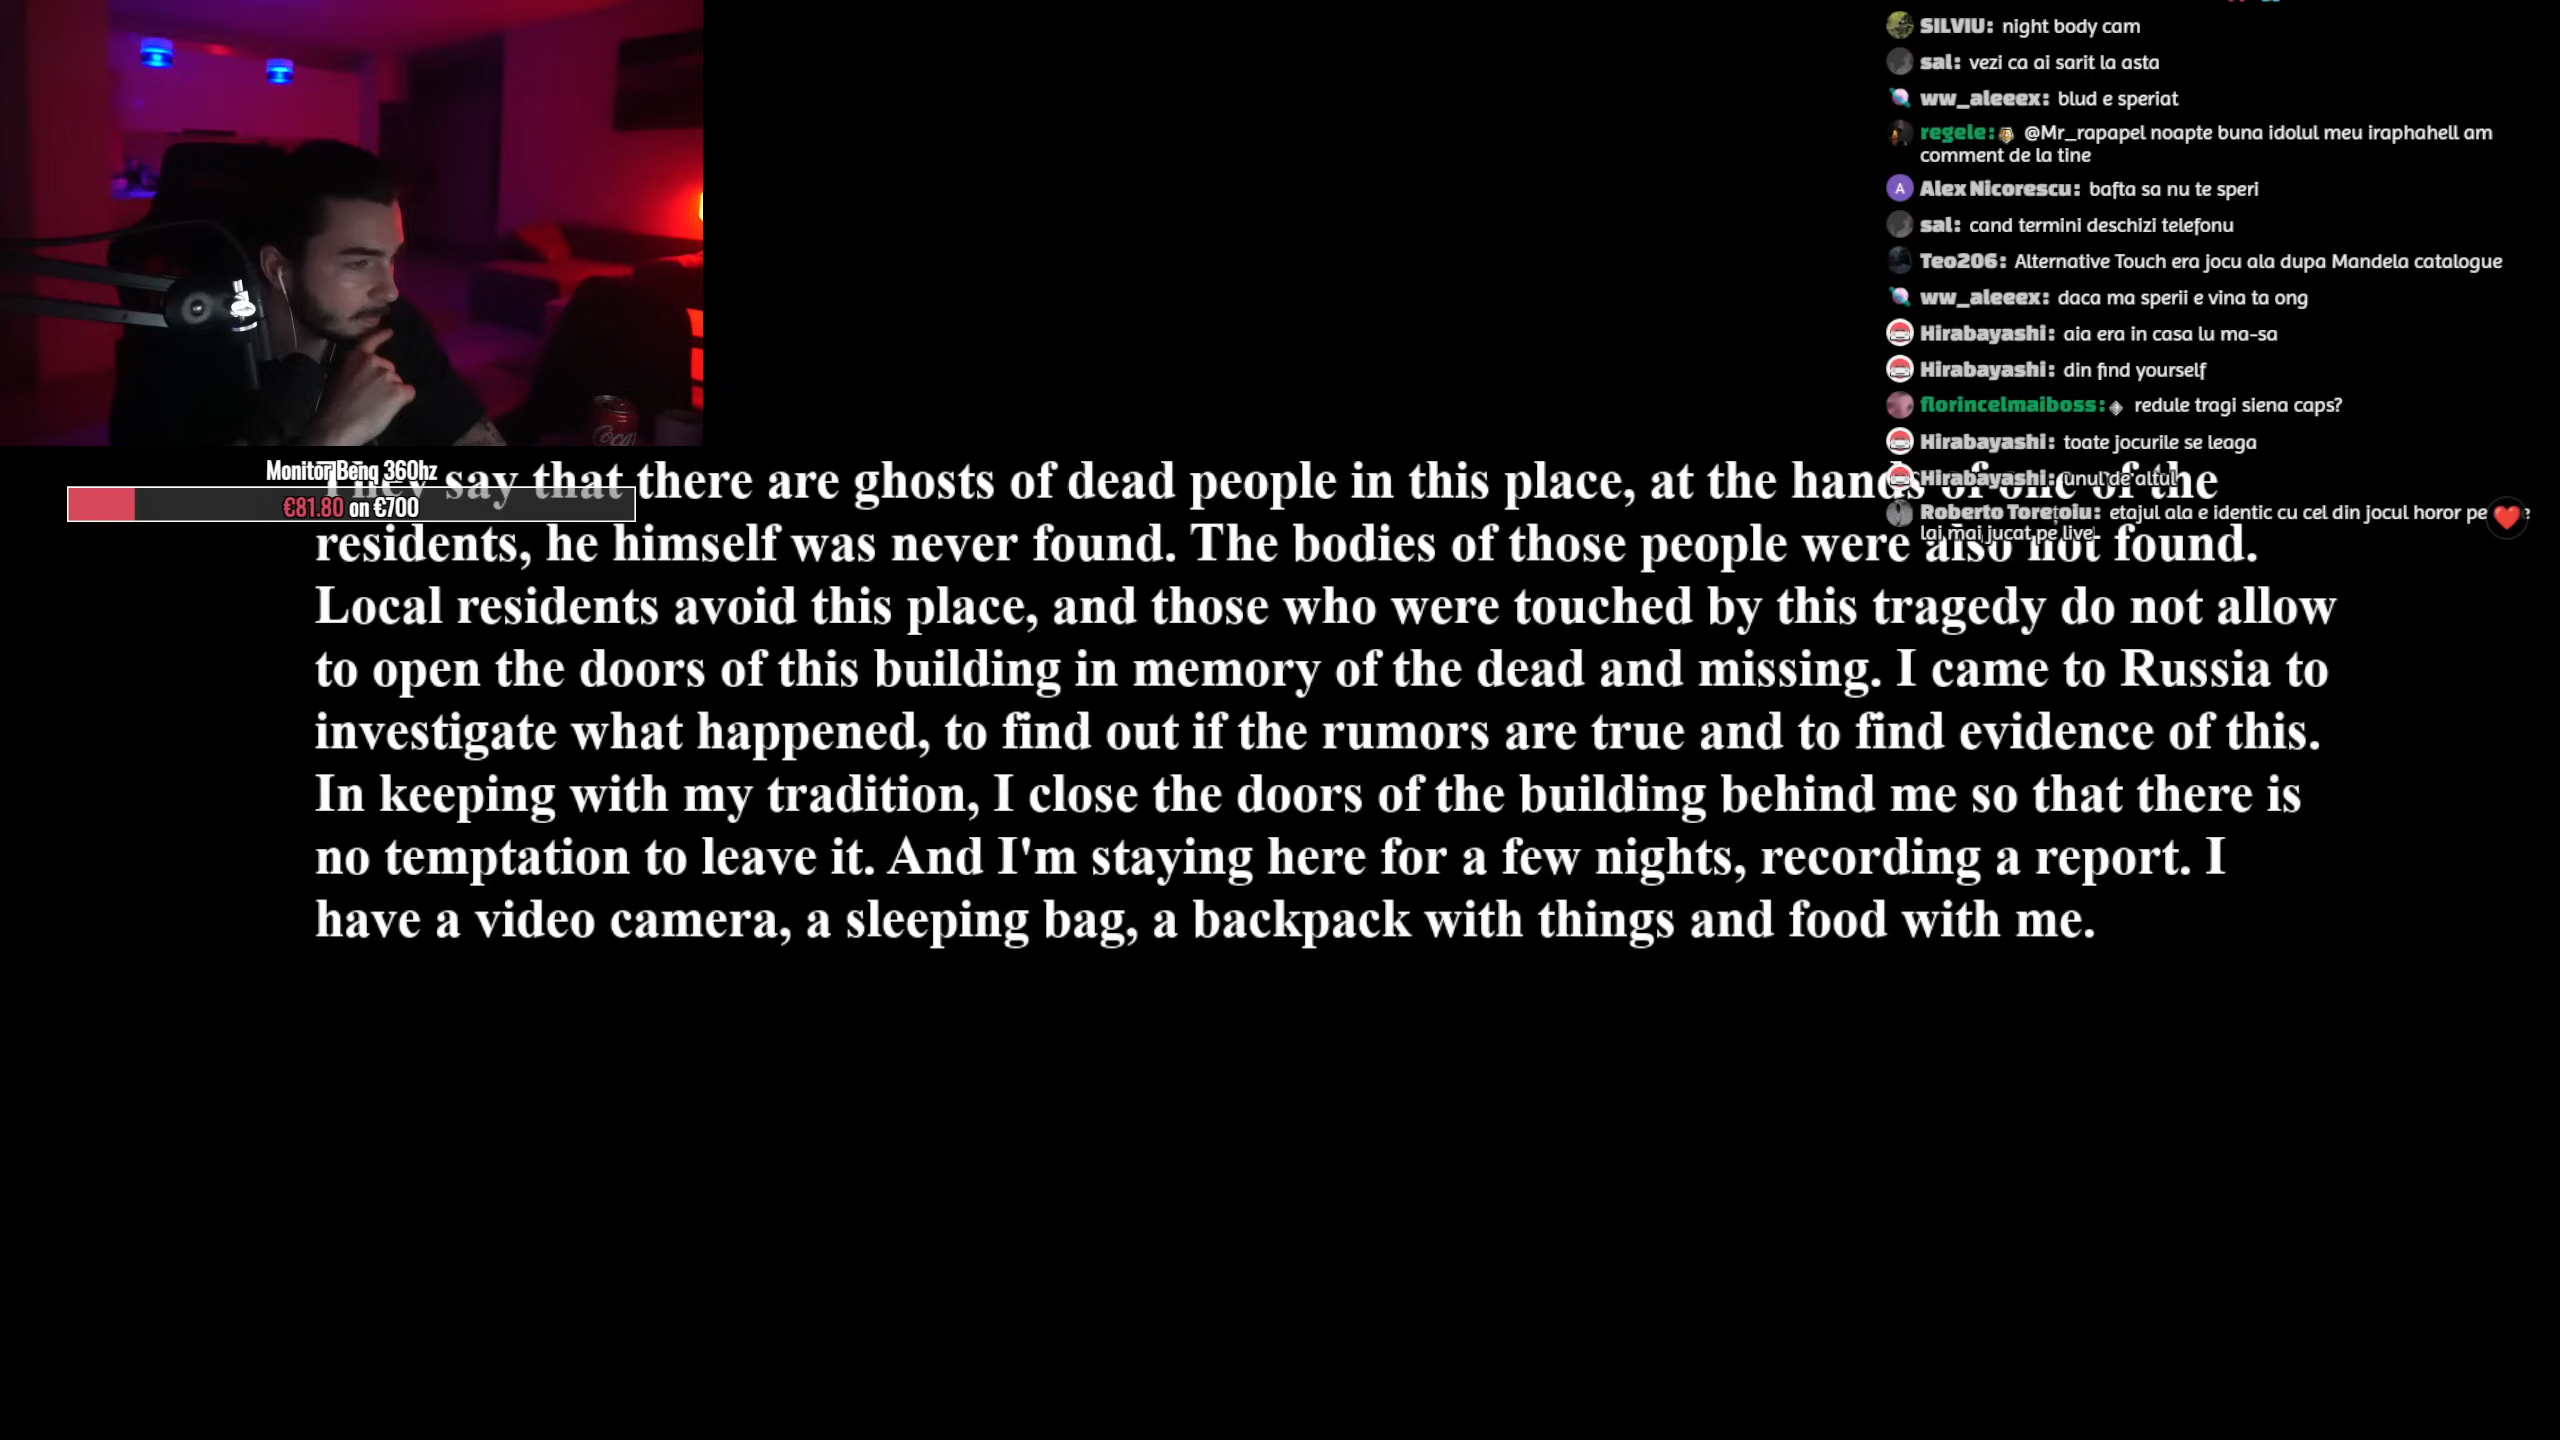 SILVIU: night body cam
sal: vezi ca ai sarit la asta
ww_aleeex: blud e speriat
regele: @Mr_rapapel noapte buna idolul meu iraphahell am
comment de la tine
A Alex Nicorescu: bafta sa nu te speri
sal: cand termini deschizi telefonu
Teo206: Alternative Touch era jocu ala dupa Mandela catalogue
ww_aleeex: daca ma sperii e vina ta ong
Hirabayashi: aia era in casa lu ma-sa
Hirabayashi: din find yourself
florincelmaiboss: redule tragi siena caps?
Hirabayashi: toate jocurile se leaga
Hirabayashi: unul de altul
Roberto Torețoiu: etajul ala e identic cu cel din jocul horor pe
lai mai jucat pe live
Monitor Benq 360hz
€81.80 on €700
They say that there are ghosts of dead people in this place, at the hands of one of the
residents, he himself was never found. The bodies of those people were also not found.
Local residents avoid this place, and those who were touched by this tragedy do not allow
to open the doors of this building in memory of the dead and missing. I came to Russia to
investigate what happened, to find out if the rumors are true and to find evidence of this.
In keeping with my tradition, I close the doors of the building behind me so that there is
no temptation to leave it. And I'm staying here for a few nights, recording a report. I
have a video camera, a sleeping bag, a backpack with things and food with me.